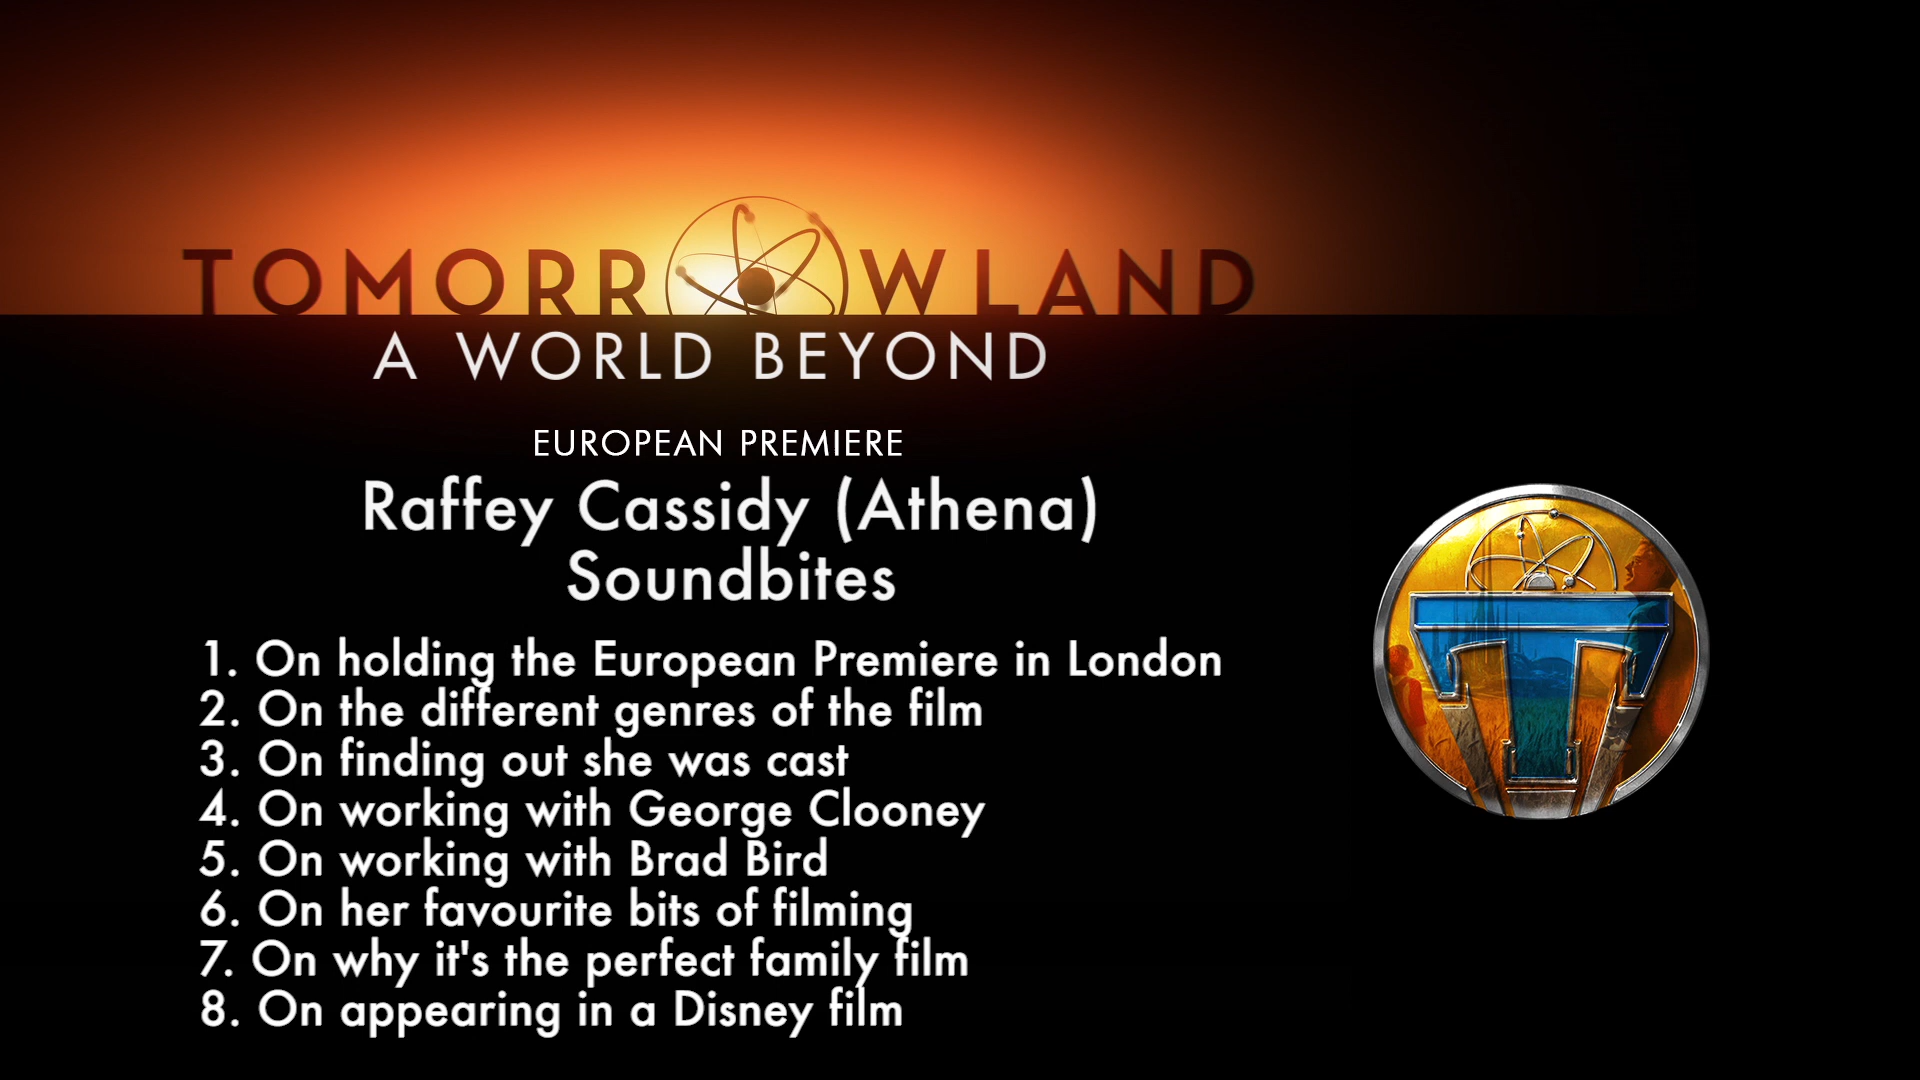 TOMORROWLAND
A WORLD BEYOND
EUROPEAN PREMIERE
Raffey Cassidy (Athena)
Soundbites
1. On holding the European Premiere in London
2. On the different genres of the film
3. On finding out she was cast
4. On working with George Clooney
5. On working with Brad Bird
6. On her favourite bits of filming
7. On why it's the perfect family film
8. On appearing in a Disney film
T